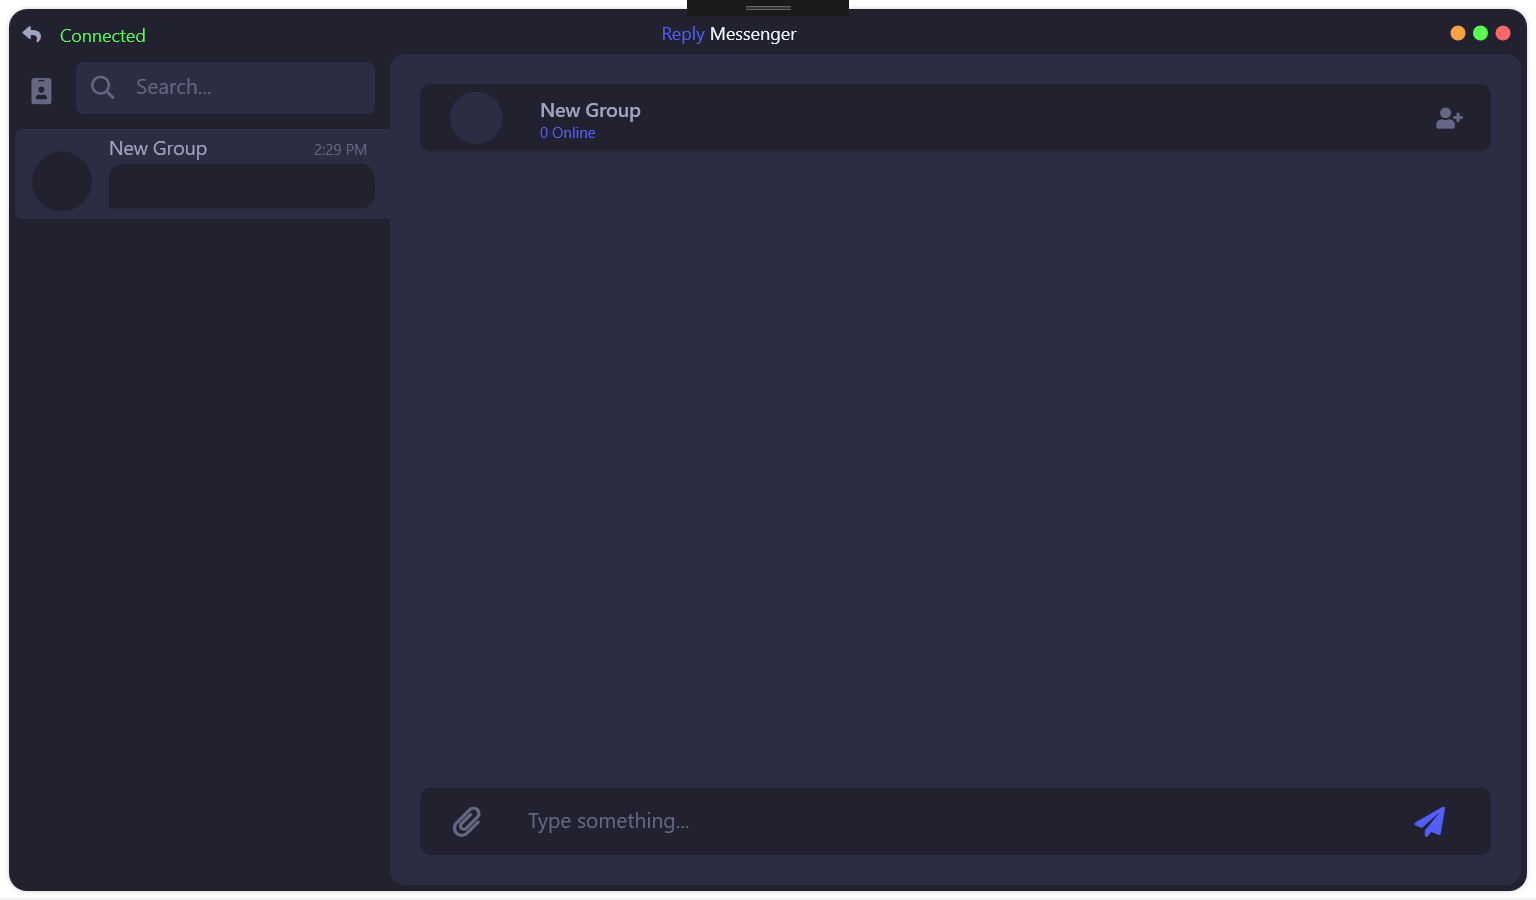 Connected
Reply Messenger
Search...
New Group
2:29 PM
New Group
0 Online
Type something...